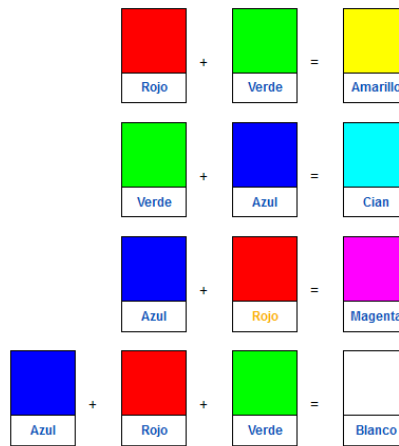 Rojo + Verde = Amarillo
Verde + Azul = Cian
Azul + Rojo = Magenta
Azul + Rojo + Verde = Blanco